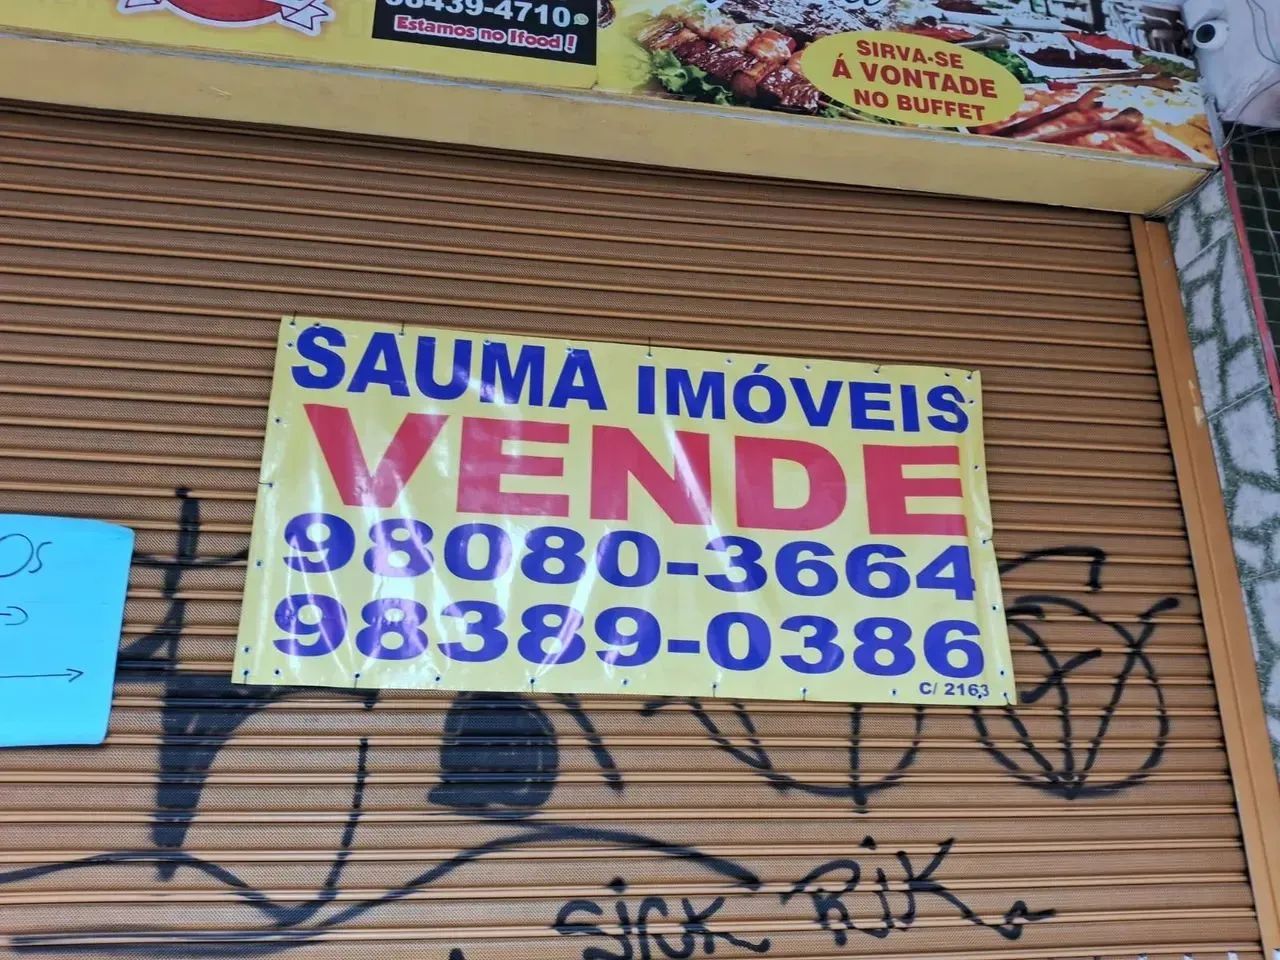 98439-4710
Estamos no Ifood!
SIRVA-SE
Á VONTADE
NO BUFFET
SAUMA IMÓVEIS
VENDE
98080-3664
98389-0386
C/ 2163
OS
SICK RIK